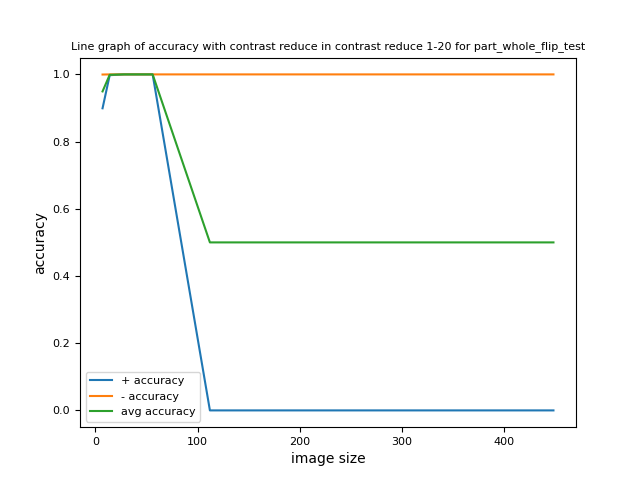 Line graph of accuracy with contrast reduce in contrast reduce 1-20 for part_whole_flip_test
1.0
0.8
0.6
0.4
0.2
0.0
accuracy
+ accuracy
- accuracy
avg accuracy
0 100 200 300 400
image size